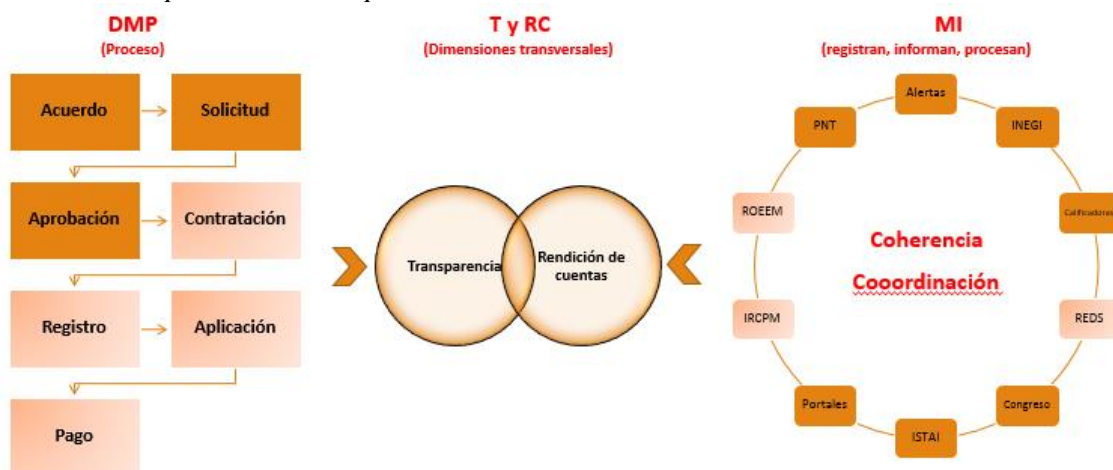 DMP
(Proceso)
Acuerdo
Solicitud
Aprobación
Contratación
Registro
Aplicación
Pago
T y RC
(Dimensiones transversales)
Transparencia
Rendición de
cuentas
MI
(registran, informan, procesan)
Alertas
INEGI
Calificadoras
REDS
Congreso
ISTAI
Portales
IRCPM
ROEEM
PNT
Coherencia
Cooordinación